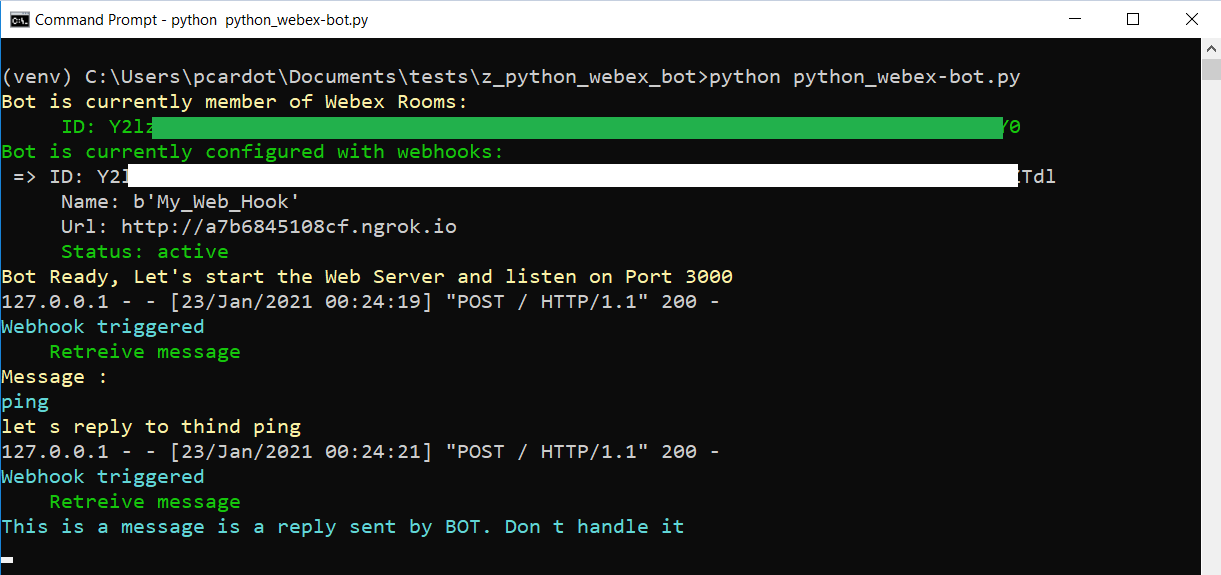 Command Prompt - python python_webex-bot.py
(venv) C:\Users\pcardot\Documents\tests\z_python_webex_bot>python python_webex-bot.py
Bot is currently member of Webex Rooms:
ID: Y2lz /0
Bot is currently configured with webhooks:
=> ID: Y2l Tdl
Name: b'My_Web_Hook'
Url: http://a7b6845108cf.ngrok.io
Status: active
Bot Ready, Let's start the Web Server and listen on Port 3000
127.0.0.1 - - [23/Jan/2021 00:24:19] "POST / HTTP/1.1" 200 -
Webhook triggered
Retreive message
Message :
ping
let s reply to thind ping
127.0.0.1 - - [23/Jan/2021 00:24:21] "POST / HTTP/1.1" 200 -
Webhook triggered
Retreive message
This is a message is a reply sent by BOT. Don t handle it